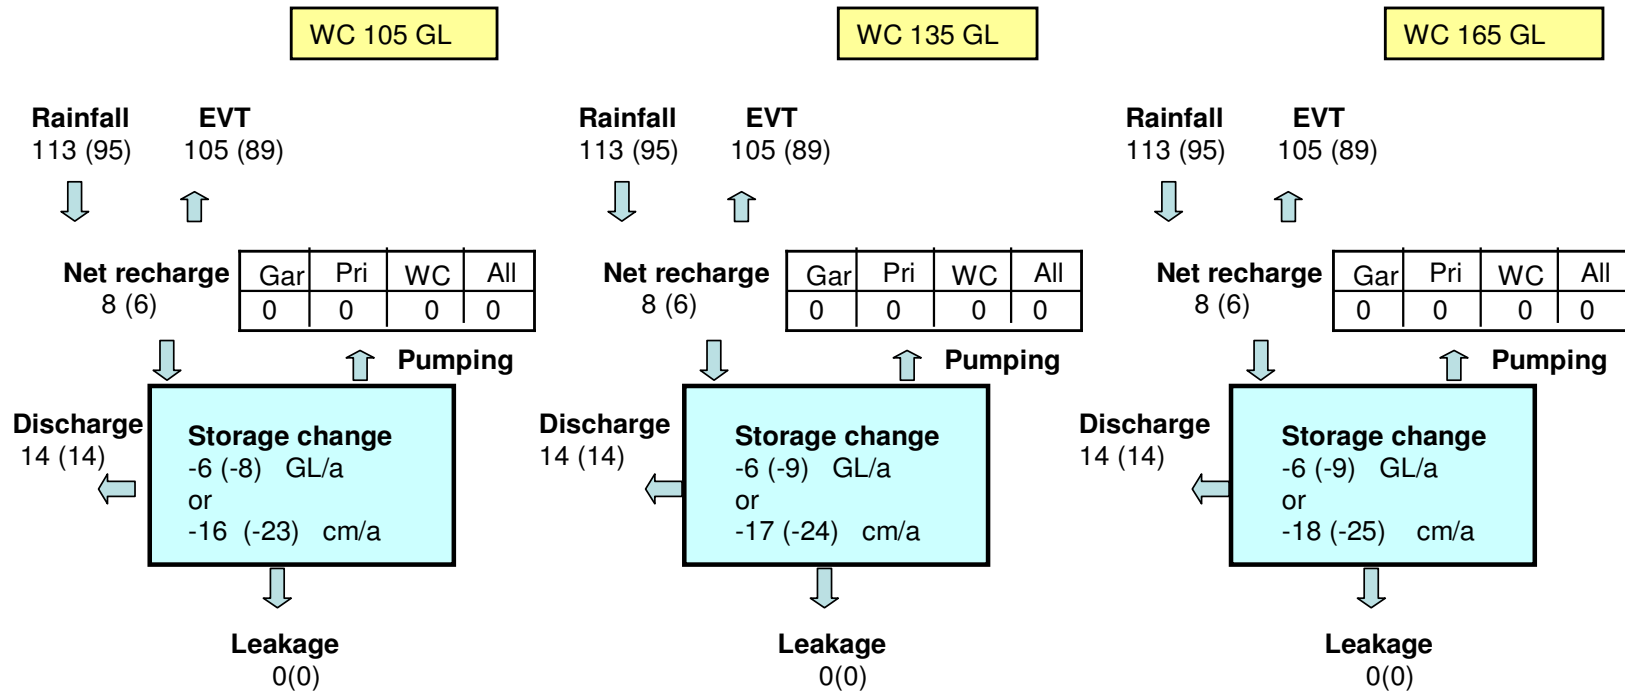 WC 105 GL
Rainfall EVT
113 (95) 105 (89)
Net recharge
8 (6)
Gar Pri WC All
0 0 0 0
Pumping
Discharge
14 (14)
Storage change
-6 (-8) GL/a
or
-16 (-23) cm/a
Leakage
0(0)
WC 135 GL
Rainfall EVT
113 (95) 105 (89)
Net recharge
8 (6)
Gar Pri WC All
0 0 0 0
Pumping
Discharge
14 (14)
Storage change
-6 (-9) GL/a
or
-17 (-24) cm/a
Leakage
0(0)
WC 165 GL
Rainfall EVT
113 (95) 105 (89)
Net recharge
8 (6)
Gar Pri WC All
0 0 0 0
Pumping
Discharge
14 (14)
Storage change
-6 (-9) GL/a
or
-18 (-25) cm/a
Leakage
0(0)